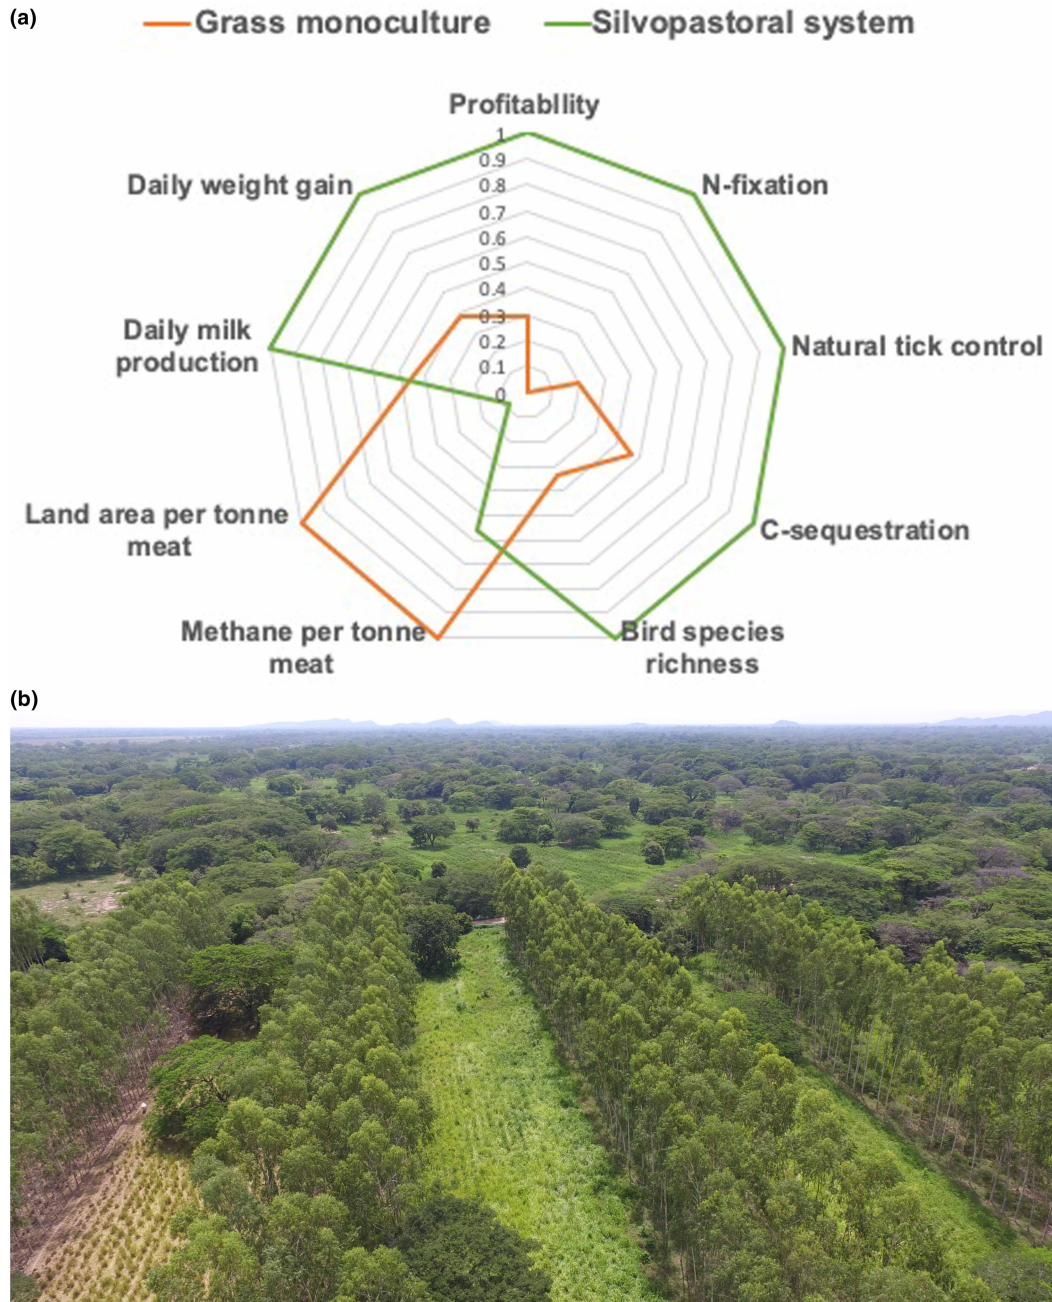 (a)
Grass monoculture Silvopastoral system
Profitabllity
1
0.9
0.8
0.7
0.6
0.5
0.4
0.3
0.2
0.1
0
Daily weight gain
N-fixation
Daily milk
production
Natural tick control
Land area per tonne
meat
C-sequestration
Methane per tonne
meat
Bird species
richness
(b)